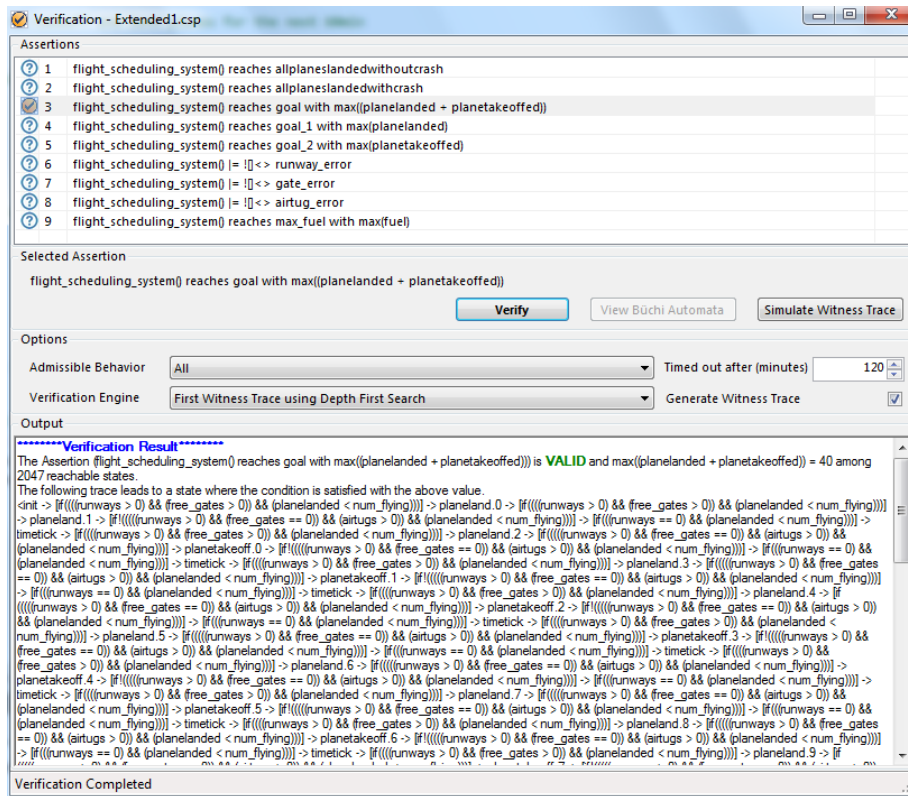 Verification - Extended1.csp
Assertions
1 flight_scheduling_system() reaches allplaneslandedwithoutcrash
2 flight_scheduling_system() reaches allplaneslandedwithcrash
3 flight_scheduling_system() reaches goal with max((planelanded + planetakeoffed))
4 flight_scheduling_system() reaches goal_1 with max(planelanded)
5 flight_scheduling_system() reaches goal_2 with max(planetakeoffed)
6 flight_scheduling_system() |= ![]<> runway_error
7 flight_scheduling_system() |= ![]<> gate_error
8 flight_scheduling_system() |= ![]<> airtug_error
9 flight_scheduling_system() reaches max_fuel with max(fuel)
Selected Assertion
flight_scheduling_system() reaches goal with max((planelanded + planetakeoffed))
Verify View Büchi Automata Simulate Witness Trace
Options
Admissible Behavior All Timed out after (minutes) 120
Verification Engine First Witness Trace using Depth First Search Generate Witness Trace
Output
********Verification Result********
The Assertion (flight_scheduling_system() reaches goal with max((planelanded + planetakeoffed))) is VALID and max((planelanded + planetakeoffed)) = 40 among
2047 reachable states.
The following trace leads to a state where the condition is satisfied with the above value.
<init -> [if((((runways > 0) && (free_gates > 0)) && (planelanded < num_flying)))] -> planeland.0 -> [if((((runways > 0) && (free_gates > 0)) && (planelanded < num_flying)))]
-> planeland.1 -> [if!(((((runways > 0) && (free_gates == 0)) && (airtugs > 0)) && (planelanded < num_flying)))] -> [if(((runways == 0) && (planelanded < num_flying)))] ->
timetick -> [if((((runways > 0) && (free_gates > 0)) && (planelanded < num_flying)))] -> planeland.2 -> [if(((((runways > 0) && (free_gates == 0)) && (airtugs > 0)) &&
(planelanded < num_flying)))] -> planetakeoff.0 -> [if!(((((runways > 0) && (free_gates == 0)) && (airtugs > 0)) && (planelanded < num_flying)))] -> [if(((runways == 0) &&
(planelanded < num_flying)))] -> timetick -> [if((((runways > 0) && (free_gates > 0)) && (planelanded < num_flying)))] -> planeland.3 -> [if(((((runways > 0) && (free_gates
== 0)) && (airtugs > 0)) && (planelanded < num_flying)))] -> planetakeoff.1 -> [if!(((((runways > 0) && (free_gates == 0)) && (airtugs > 0)) && (planelanded < num_flying)))]
-> [if(((runways == 0) && (planelanded < num_flying)))] -> timetick -> [if((((runways > 0) && (free_gates > 0)) && (planelanded < num_flying)))] -> planeland.4 -> [if
(((((runways > 0) && (free_gates == 0)) && (airtugs > 0)) && (planelanded < num_flying)))] -> planetakeoff.2 -> [if!(((((runways > 0) && (free_gates == 0)) && (airtugs > 0))
&& (planelanded < num_flying)))] -> [if(((runways == 0) && (planelanded < num_flying)))] -> timetick -> [if((((runways > 0) && (free_gates > 0)) && (planelanded <
num_flying)))] -> planeland.5 -> [if(((((runways > 0) && (free_gates == 0)) && (airtugs > 0)) && (planelanded < num_flying)))] -> planetakeoff.3 -> [if!(((((runways > 0) &&
(free_gates == 0)) && (airtugs > 0)) && (planelanded < num_flying)))] -> [if(((runways == 0) && (planelanded < num_flying)))] -> timetick -> [if((((runways > 0) &&
(free_gates > 0)) && (planelanded < num_flying)))] -> planeland.6 -> [if(((((runways > 0) && (free_gates == 0)) && (airtugs > 0)) && (planelanded < num_flying)))] ->
planetakeoff.4 -> [if!(((((runways > 0) && (free_gates == 0)) && (airtugs > 0)) && (planelanded < num_flying)))] -> [if(((runways == 0) && (planelanded < num_flying)))] ->
timetick -> [if((((runways > 0) && (free_gates > 0)) && (planelanded < num_flying)))] -> planeland.7 -> [if(((((runways > 0) && (free_gates == 0)) && (airtugs > 0)) &&
(planelanded < num_flying)))] -> planetakeoff.5 -> [if!(((((runways > 0) && (free_gates == 0)) && (airtugs > 0)) && (planelanded < num_flying)))] -> [if(((runways == 0) &&
(planelanded < num_flying)))] -> timetick -> [if((((runways > 0) && (free_gates > 0)) && (planelanded < num_flying)))] -> planeland.8 -> [if(((((runways > 0) && (free_gates
== 0)) && (airtugs > 0)) && (planelanded < num_flying)))] -> planetakeoff.6 -> [if!(((((runways > 0) && (free_gates == 0)) && (airtugs > 0)) && (planelanded < num_flying)))]
-> [if(((runways == 0) && (planelanded < num_flying)))] -> timetick -> [if((((runways > 0) && (free_gates > 0)) && (planelanded < num_flying)))] -> planeland.9 -> [if
Verification Completed